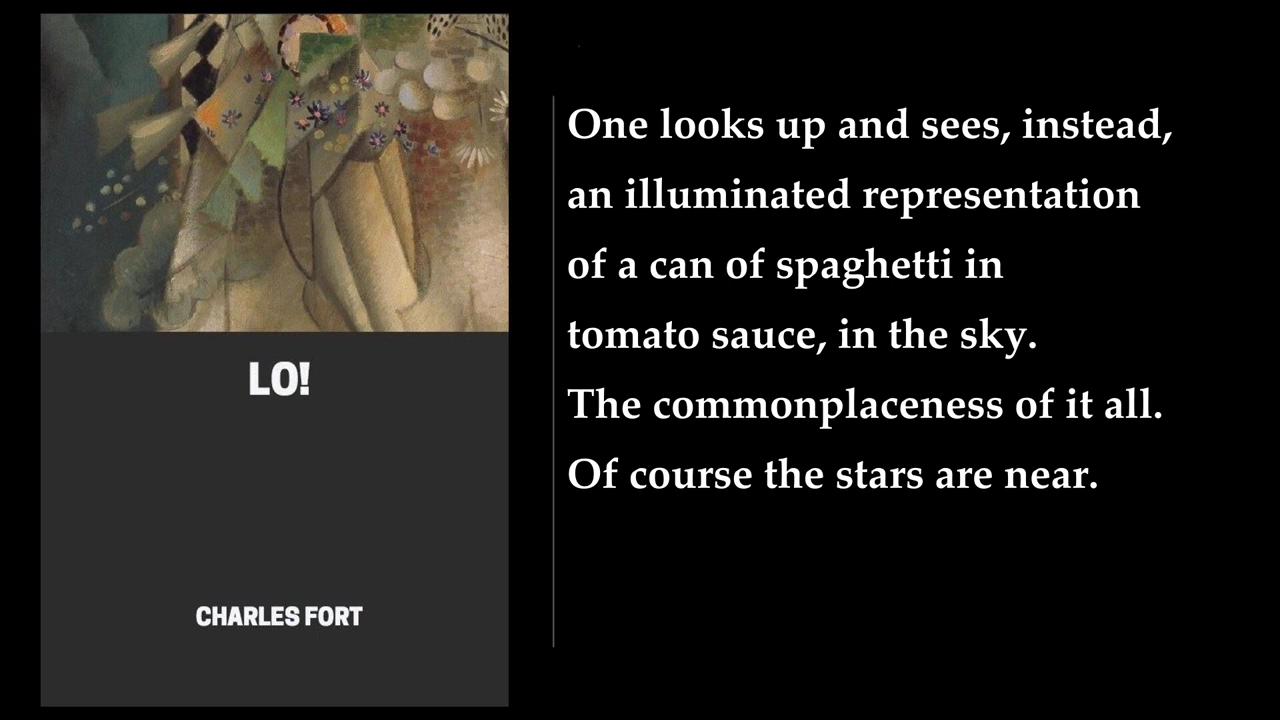 LO!
CHARLES FORT
One looks up and sees, instead,
an illuminated representation
of a can of spaghetti in
tomato sauce, in the sky.
The commonplaceness of it all.
Of course the stars are near.